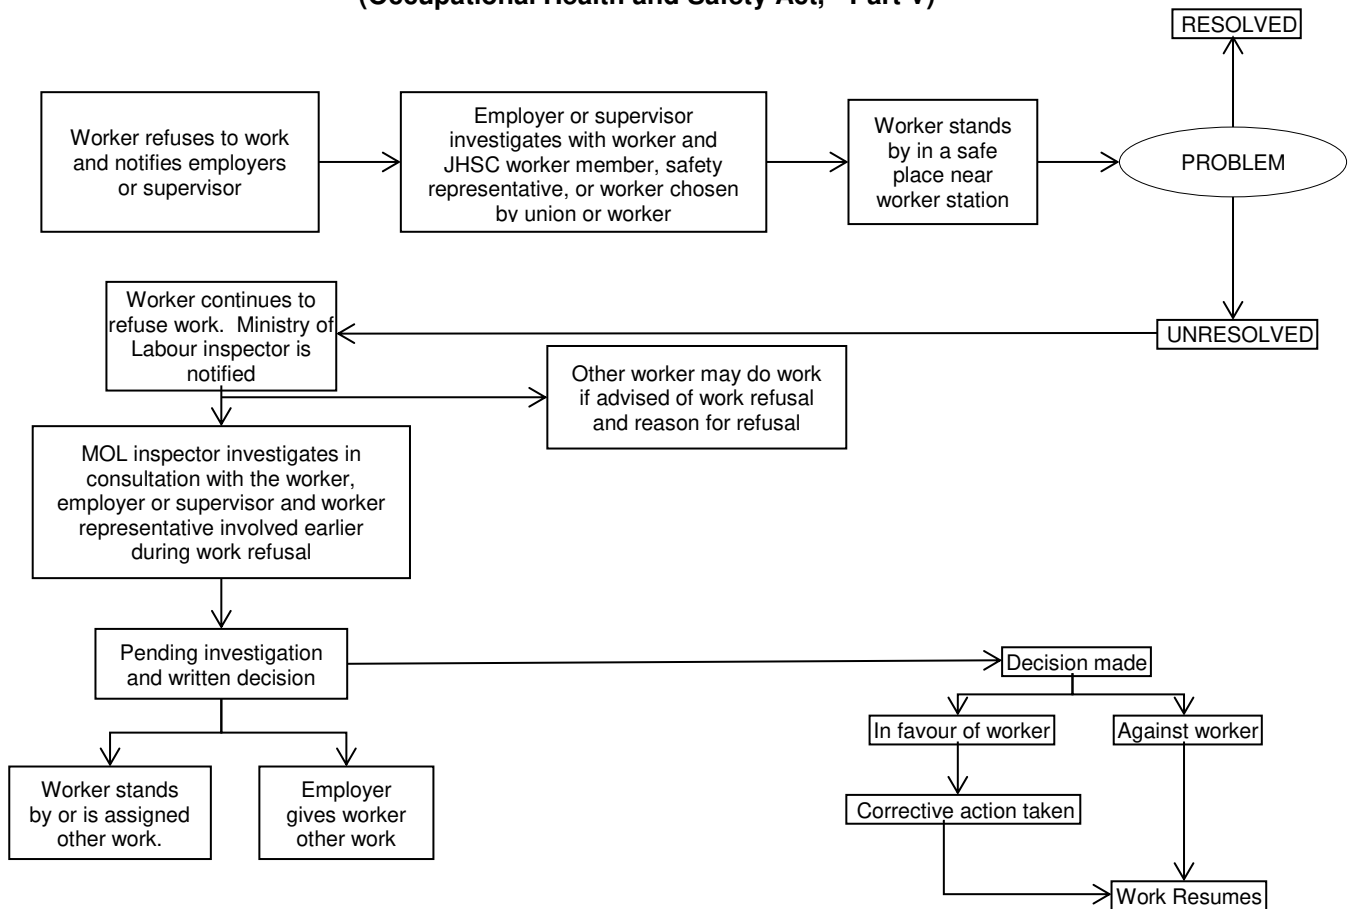 (Occupational Health and Safety Act, Part V)
RESOLVED
Worker refuses to work
and notifies employers
or supervisor
Employer or supervisor
investigates with worker and
JHSC worker member, safety
representative, or worker chosen
by union or worker
Worker stands
by in a safe
place near
worker station
PROBLEM
UNRESOLVED
Worker continues to
refuse work. Ministry of
Labour inspector is
notified
Other worker may do work
if advised of work refusal
and reason for refusal
MOL inspector investigates in
consultation with the worker,
employer or supervisor and worker
representative involved earlier
during work refusal
Pending investigation
and written decision
Decision made
In favour of worker
Against worker
Worker stands
by or is assigned
other work.
Employer
gives worker
other work
Corrective action taken
Work Resumes